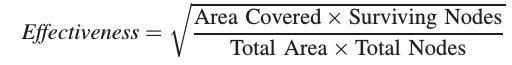 Effectiveness = √(Area Covered × Surviving Nodes / Total Area × Total Nodes)